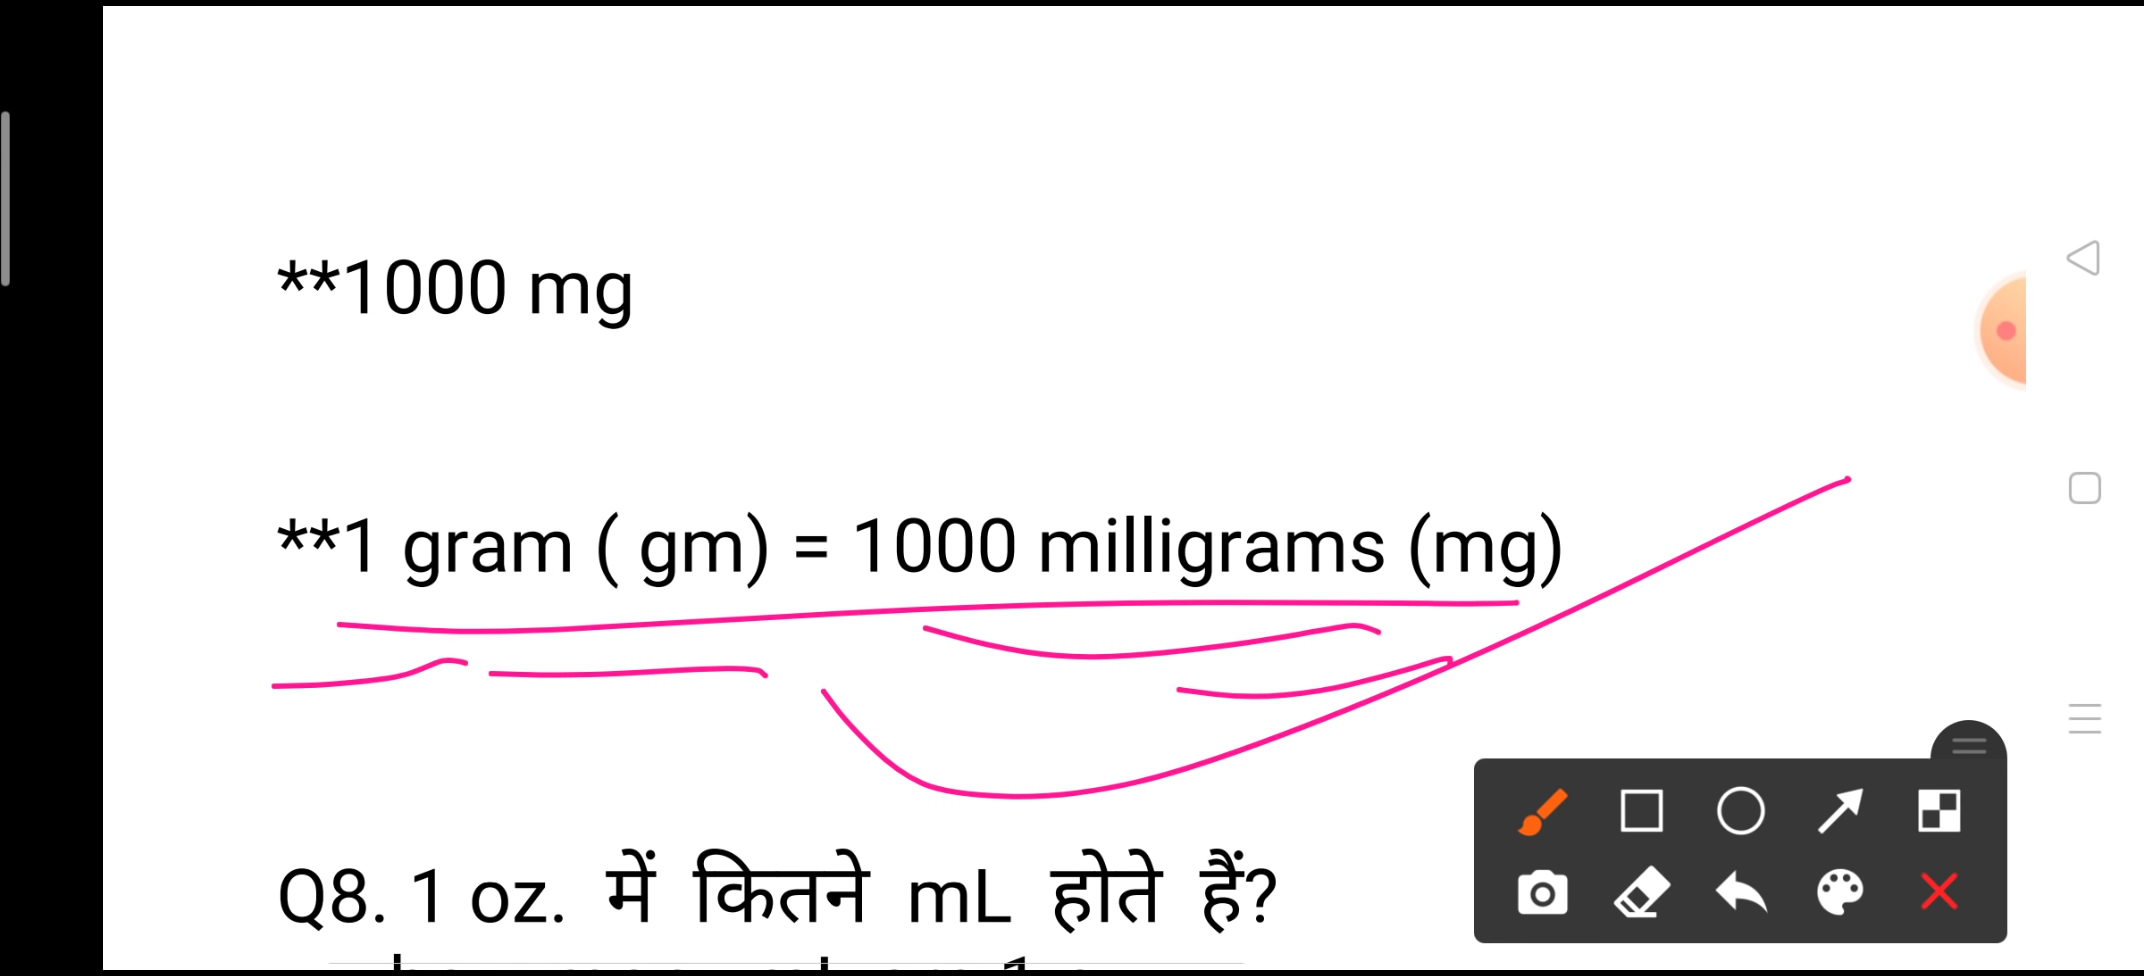 **1000 mg
**1 gram ( gm) = 1000 milligrams (mg)
Q8. 1 oz. में कितने mL होते हैं?